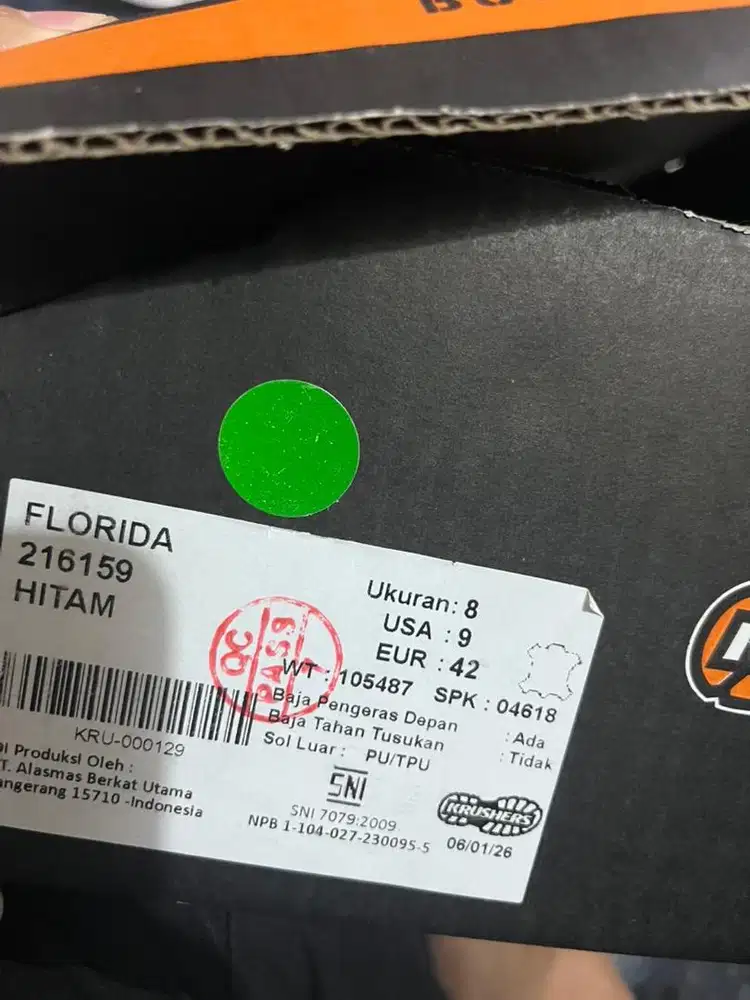 FLORIDA
216159
HITAM
Ukuran: 8
USA : 9
EUR : 42
QC
PASS
WT : 105487 SPK : 04618
Baja Pengeras Depan : Ada
Baja Tahan Tusukan : Tidak
Sol Luar : PU/TPU
KRU-000129
Produksi Oleh :
T. Alasmas Berkat Utama
angerang 15710 -Indonesia
SNI
SNI 7079:2009
NPB 1-104-027-230095-5
KRUSHERS
06/01/26